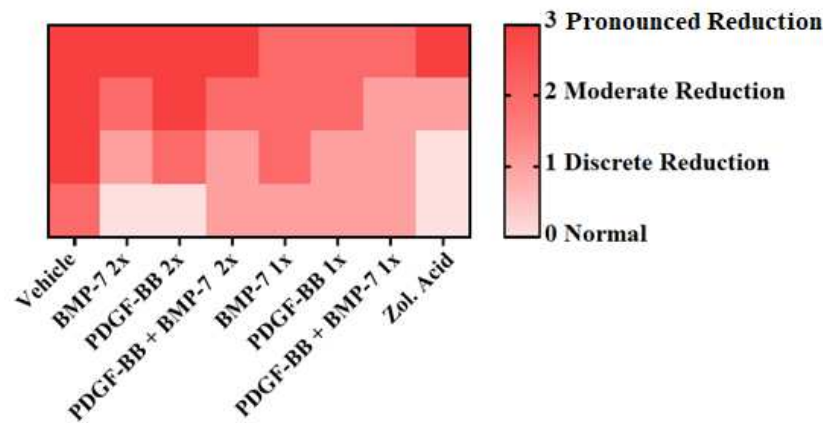 3 Pronounced Reduction
2 Moderate Reduction
1 Discrete Reduction
0 Normal
Vehicle
BMP-7 2x
PDGF-BB 2x
PDGF-BB + BMP-7 2x
BMP-7 1x
PDGF-BB 1x
PDGF-BB + BMP-7 1x
Zol. Acid